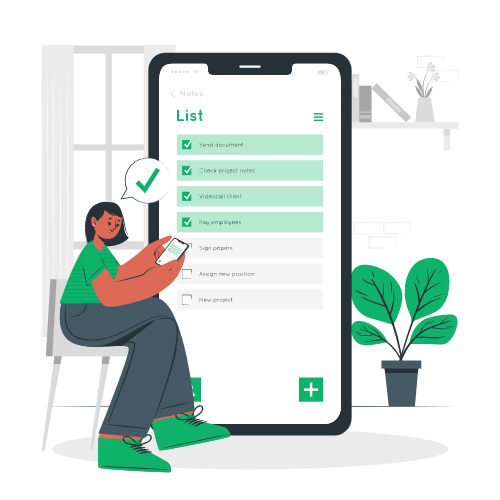 Notes
List
Send document
Check project notes
Videocall client
Pay employees
Sign papers
Assign new position
New project